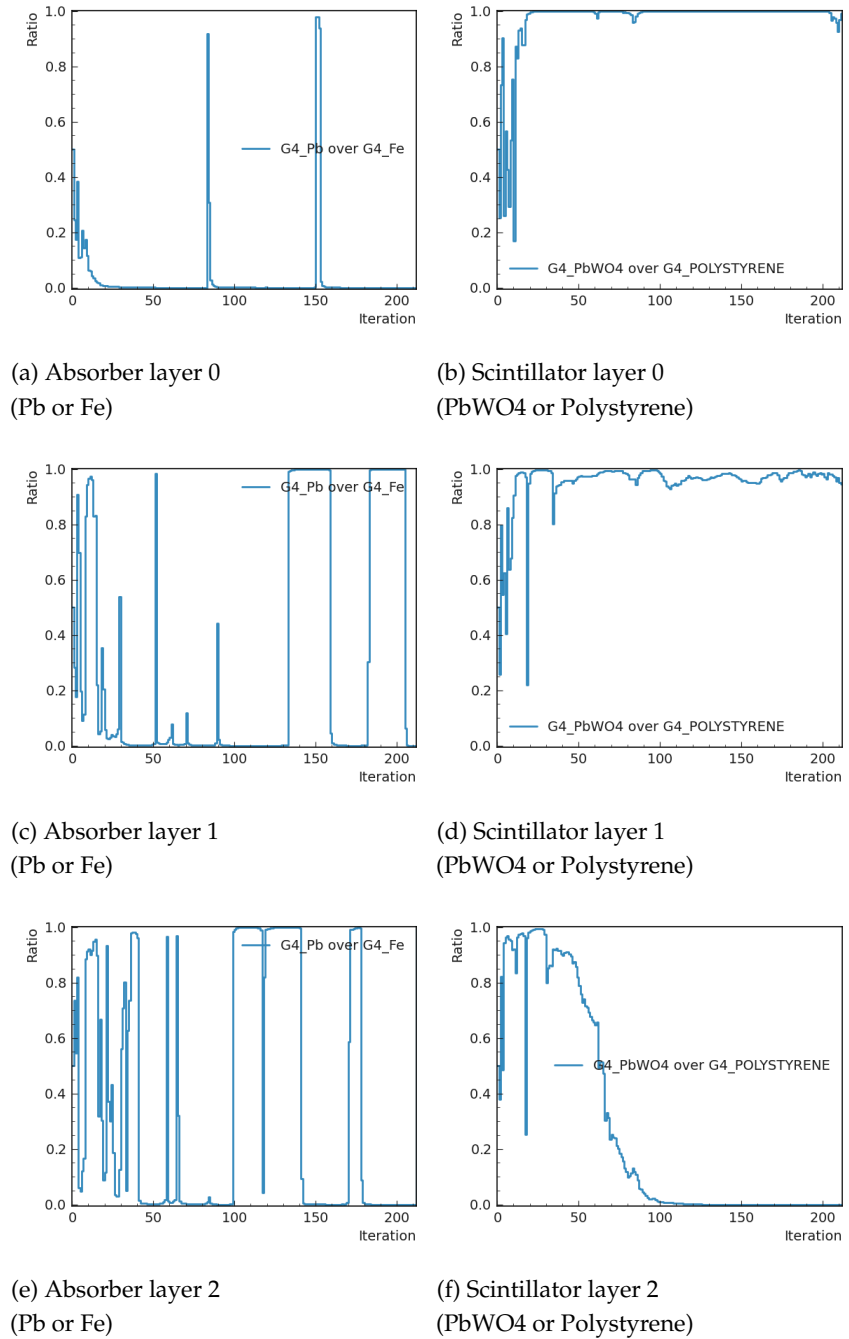 Ratio
1.0
0.8
0.6
0.4
0.2
0.0
G4_Pb over G4_Fe
0 50 100 150 200
Iteration
(a) Absorber layer 0
(Pb or Fe)
Ratio
1.0
0.8
0.6
0.4
0.2
0.0
G4_PbWO4 over G4_POLYSTYRENE
0 50 100 150 200
Iteration
(b) Scintillator layer 0
(PbWO4 or Polystyrene)
Ratio
1.0
0.8
0.6
0.4
0.2
0.0
G4_Pb over G4_Fe
0 50 100 150 200
Iteration
(c) Absorber layer 1
(Pb or Fe)
Ratio
1.0
0.8
0.6
0.4
0.2
0.0
G4_PbWO4 over G4_POLYSTYRENE
0 50 100 150 200
Iteration
(d) Scintillator layer 1
(PbWO4 or Polystyrene)
Ratio
1.0
0.8
0.6
0.4
0.2
0.0
G4_Pb over G4_Fe
0 50 100 150 200
Iteration
(e) Absorber layer 2
(Pb or Fe)
Ratio
1.0
0.8
0.6
0.4
0.2
0.0
G4_PbWO4 over G4_POLYSTYRENE
0 50 100 150 200
Iteration
(f) Scintillator layer 2
(PbWO4 or Polystyrene)